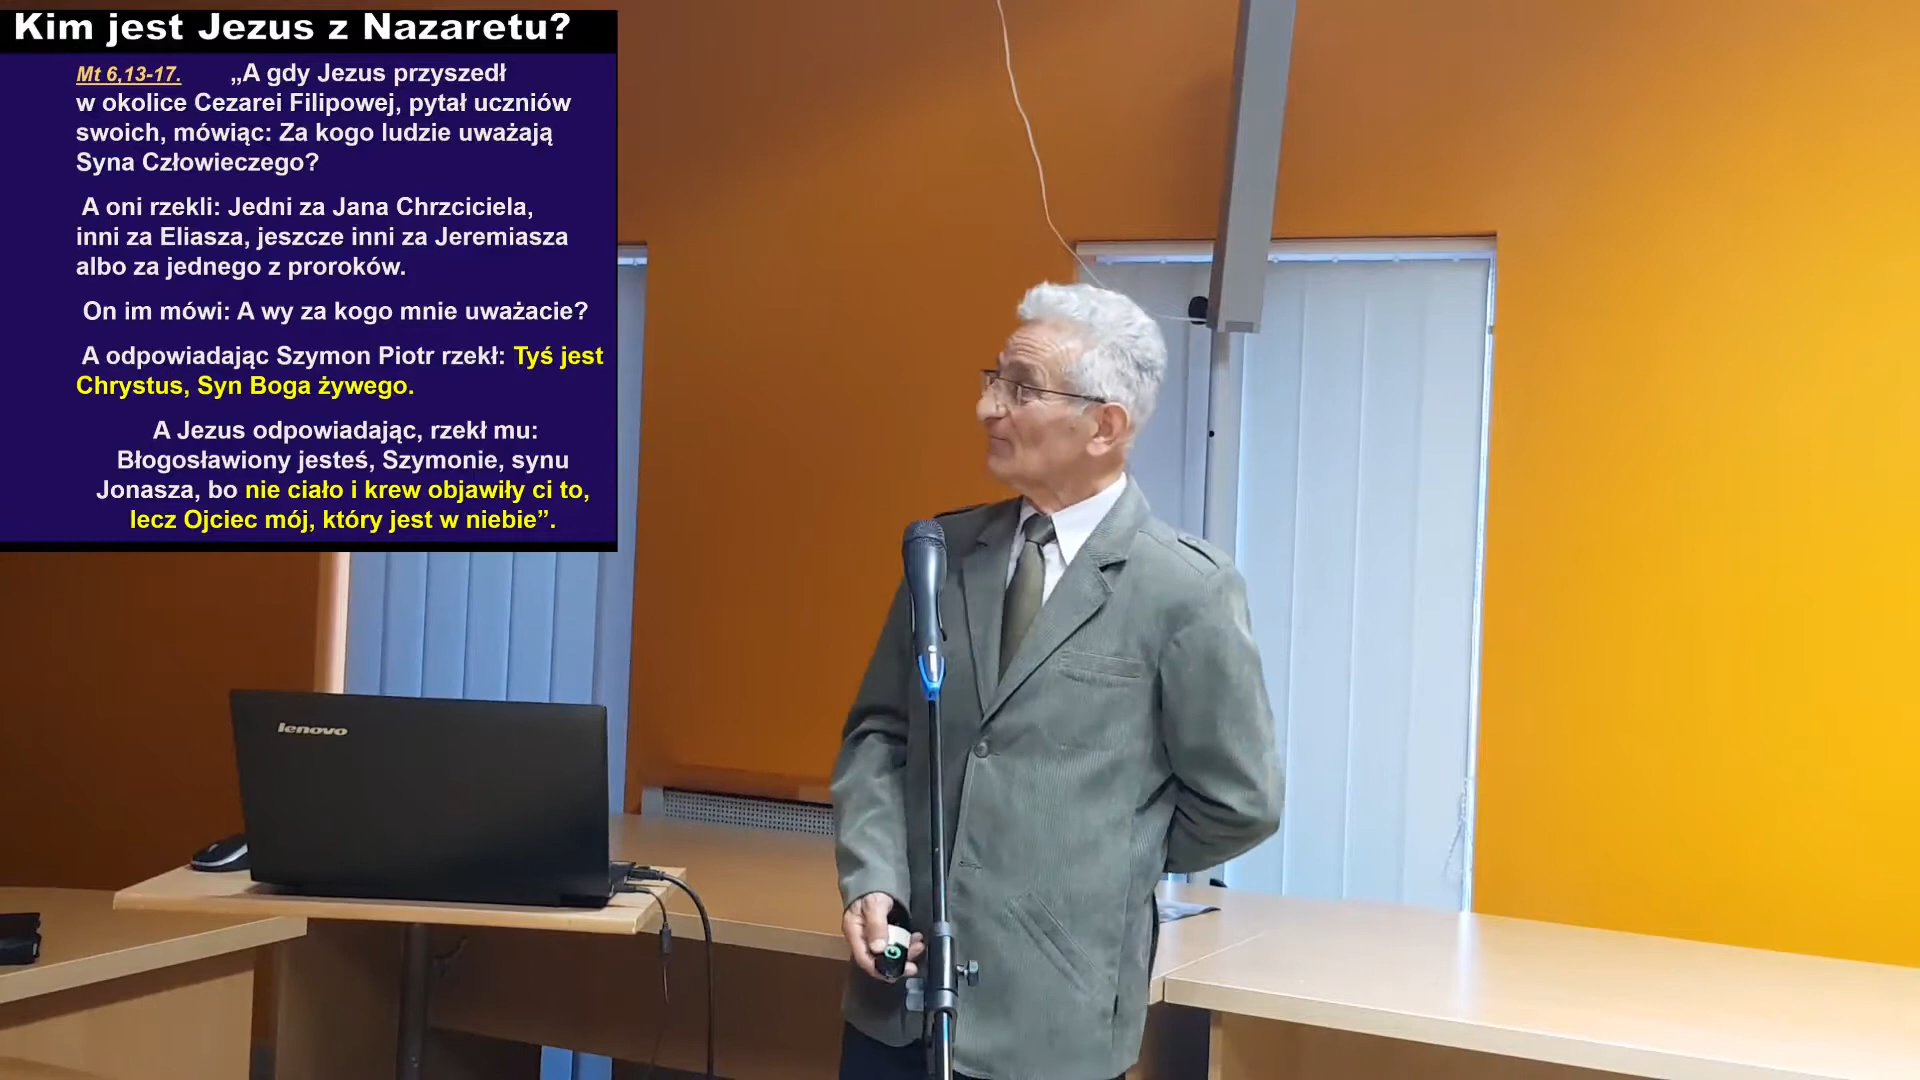 Kim jest Jezus z Nazaretu?
Mt 6,13-17. „A gdy Jezus przyszedł
w okolice Cezarei Filipowej, pytał uczniów
swoich, mówiąc: Za kogo ludzie uważają
Syna Człowieczego?
A oni rzekli: Jedni za Jana Chrzciciela,
inni za Eliasza, jeszcze inni za Jeremiasza
albo za jednego z proroków.
On im mówi: A wy za kogo mnie uważacie?
A odpowiadając Szymon Piotr rzekł: Tyś jest
Chrystus, Syn Boga żywego.
A Jezus odpowiadając, rzekł mu:
Błogosławiony jesteś, Szymonie, synu
Jonasza, bo nie ciało i krew objawiły ci to,
lecz Ojciec mój, który jest w niebie”.
lenovo